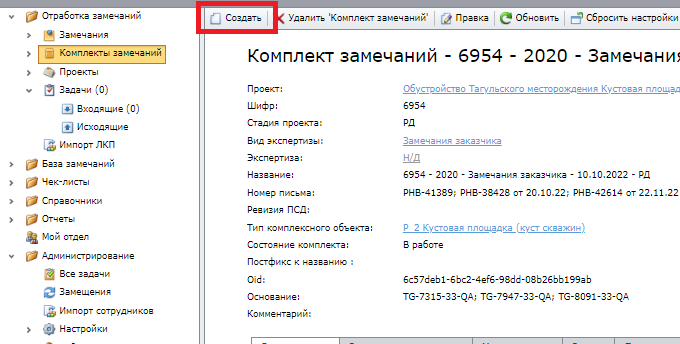 Отработка замечаний
Замечания
Комплекты замечаний
Проекты
Задачи (0)
Входящие (0)
Исходящие
Импорт ЛКП
База замечаний
Чек-листы
Справочники
Отчеты
Мой отдел
Администрирование
Все задачи
Замещения
Импорт сотрудников
Настройки
Создать Удалить 'Комплект замечаний' Правка Обновить Сбросить настройки
Комплект замечаний - 6954 - 2020 - Замечания
Проект: Обустройство Тагульского месторождения Кустовая площад
Шифр: 6954
Стадия проекта: РД
Вид экспертизы: Замечания заказчика
Экспертиза: Н/Д
Название: 6954 - 2020 - Замечания заказчика - 10.10.2022 - РД
Номер письма: РНВ-41389; РНВ-38428 от 20.10.22; РНВ-42614 от 22.11.22
Ревизия ПСД:
Тип комплексного объекта: Р_2 Кустовая площадка (куст скважин)
Состояние комплекта: В работе
Постфикс к названию :
Oid: 6c57deb1-6bc2-4ef6-98dd-08b26bb199ab
Основание: TG-7315-33-QA; TG-7947-33-QA; TG-8091-33-QA
Комментарий: